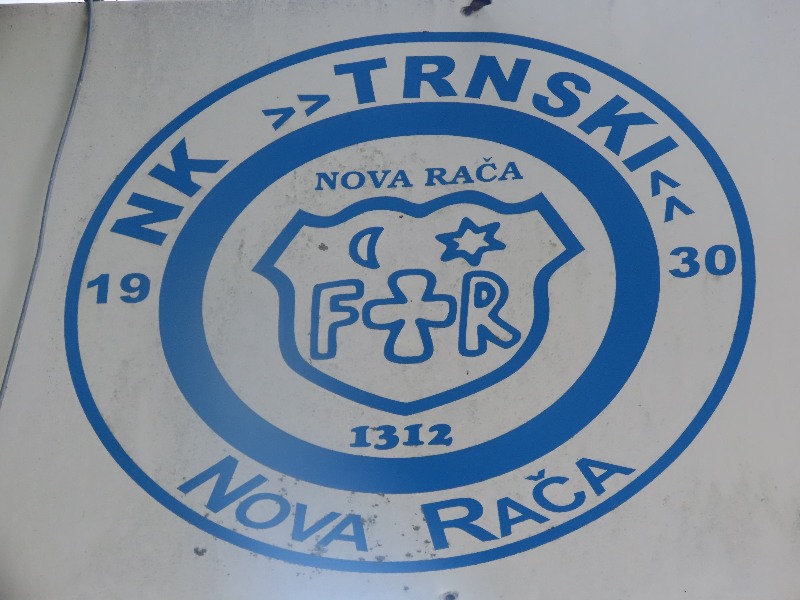 NK »TRNSKI«
19 30
NOVA RAČA
F R
1312
NOVA RAČA